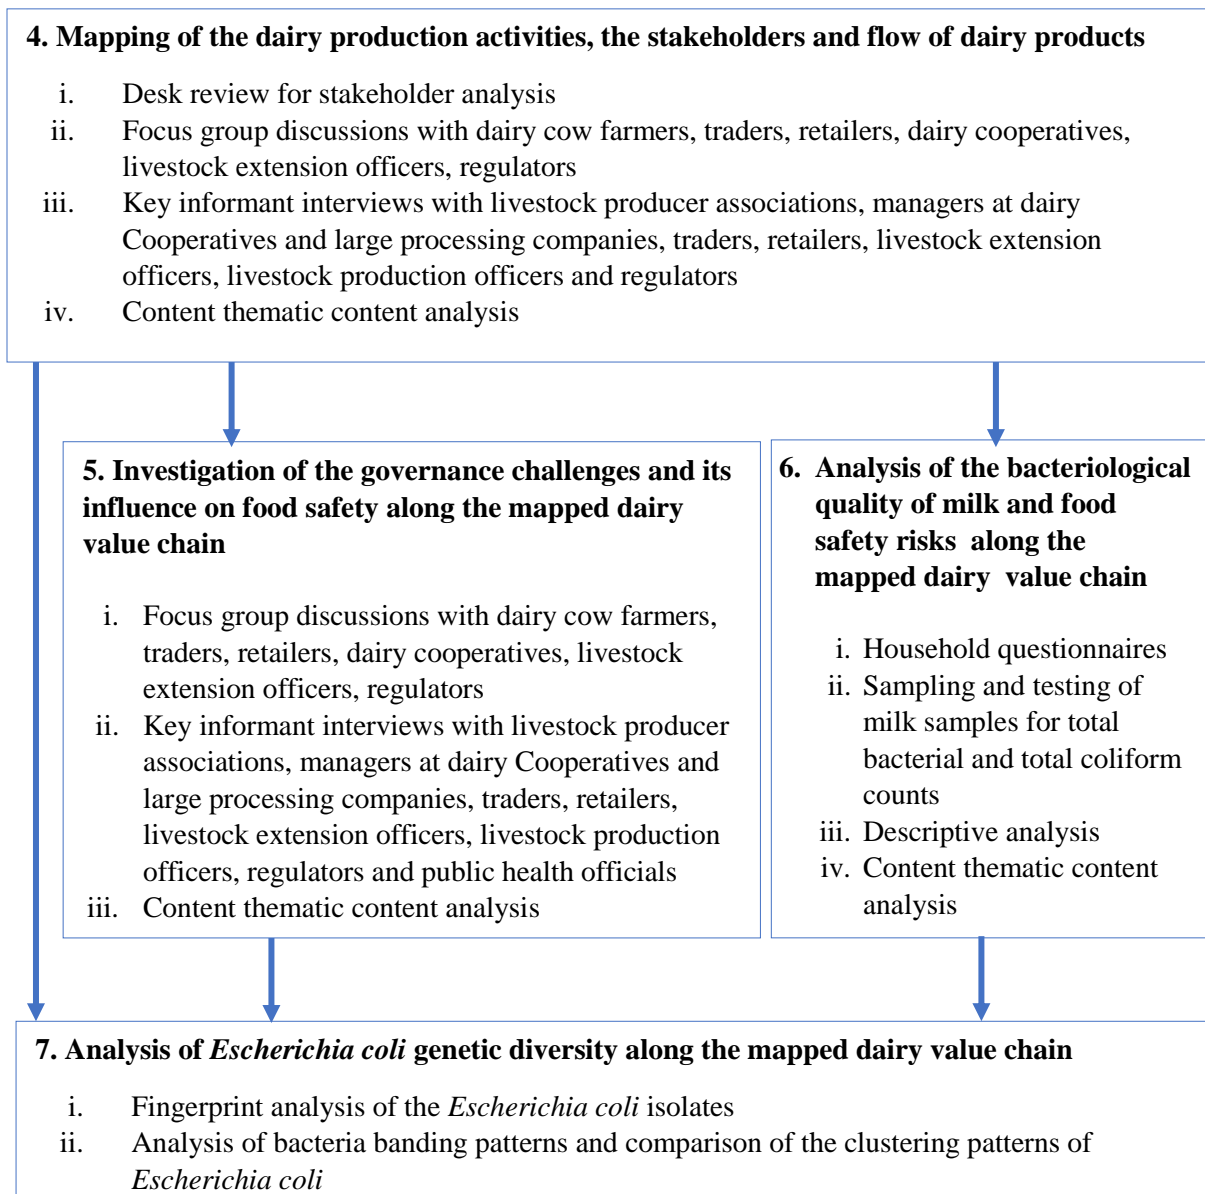 4. Mapping of the dairy production activities, the stakeholders and flow of dairy products
i. Desk review for stakeholder analysis
ii. Focus group discussions with dairy cow farmers, traders, retailers, dairy cooperatives,
livestock extension officers, regulators
iii. Key informant interviews with livestock producer associations, managers at dairy
Cooperatives and large processing companies, traders, retailers, livestock extension
officers, livestock production officers and regulators
iv. Content thematic content analysis
5. Investigation of the governance challenges and its
influence on food safety along the mapped dairy
value chain
i. Focus group discussions with dairy cow farmers,
traders, retailers, dairy cooperatives, livestock
extension officers, regulators
ii. Key informant interviews with livestock producer
associations, managers at dairy Cooperatives and
large processing companies, traders, retailers,
livestock extension officers, livestock production
officers, regulators and public health officials
iii. Content thematic content analysis
6. Analysis of the bacteriological
quality of milk and food
safety risks along the
mapped dairy value chain
i. Household questionnaires
ii. Sampling and testing of
milk samples for total
bacterial and total coliform
counts
iii. Descriptive analysis
iv. Content thematic content
analysis
7. Analysis of Escherichia coli genetic diversity along the mapped dairy value chain
i. Fingerprint analysis of the Escherichia coli isolates
ii. Analysis of bacteria banding patterns and comparison of the clustering patterns of
Escherichia coli